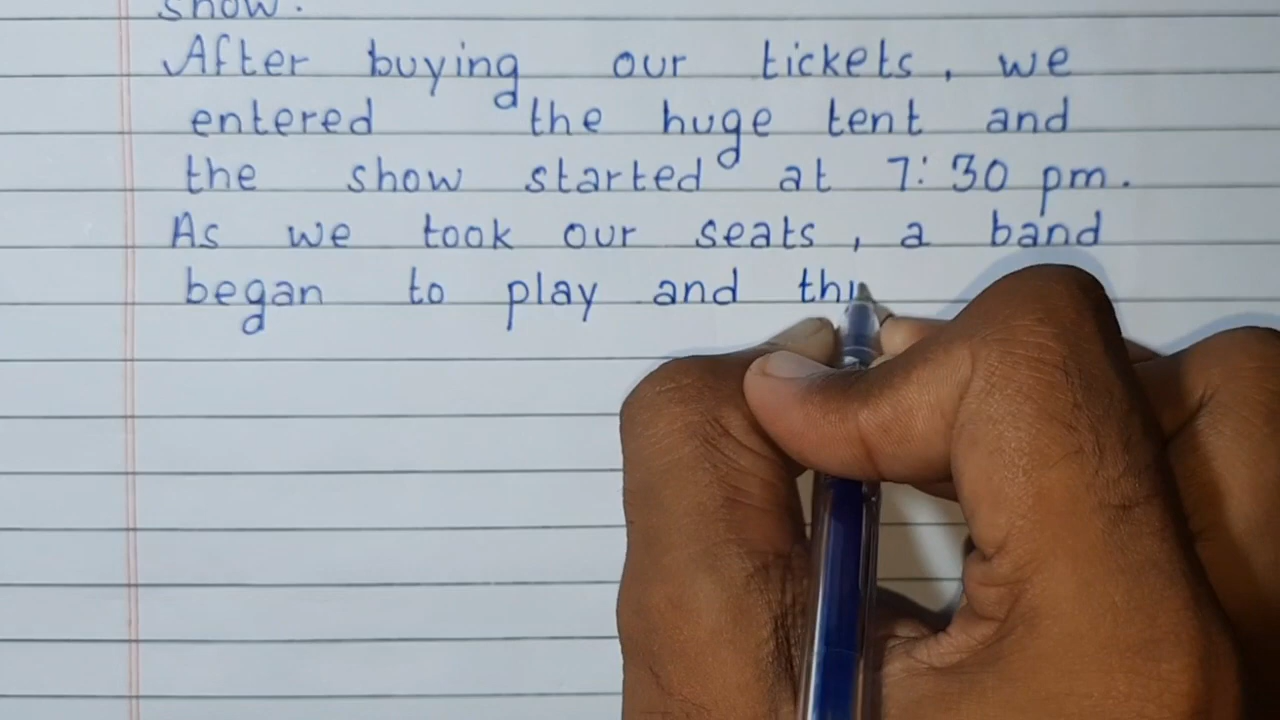 show.
After buying our tickets, we
entered the huge tent and
the show started at 7:30 pm.
As we took our seats, a band
began to play and